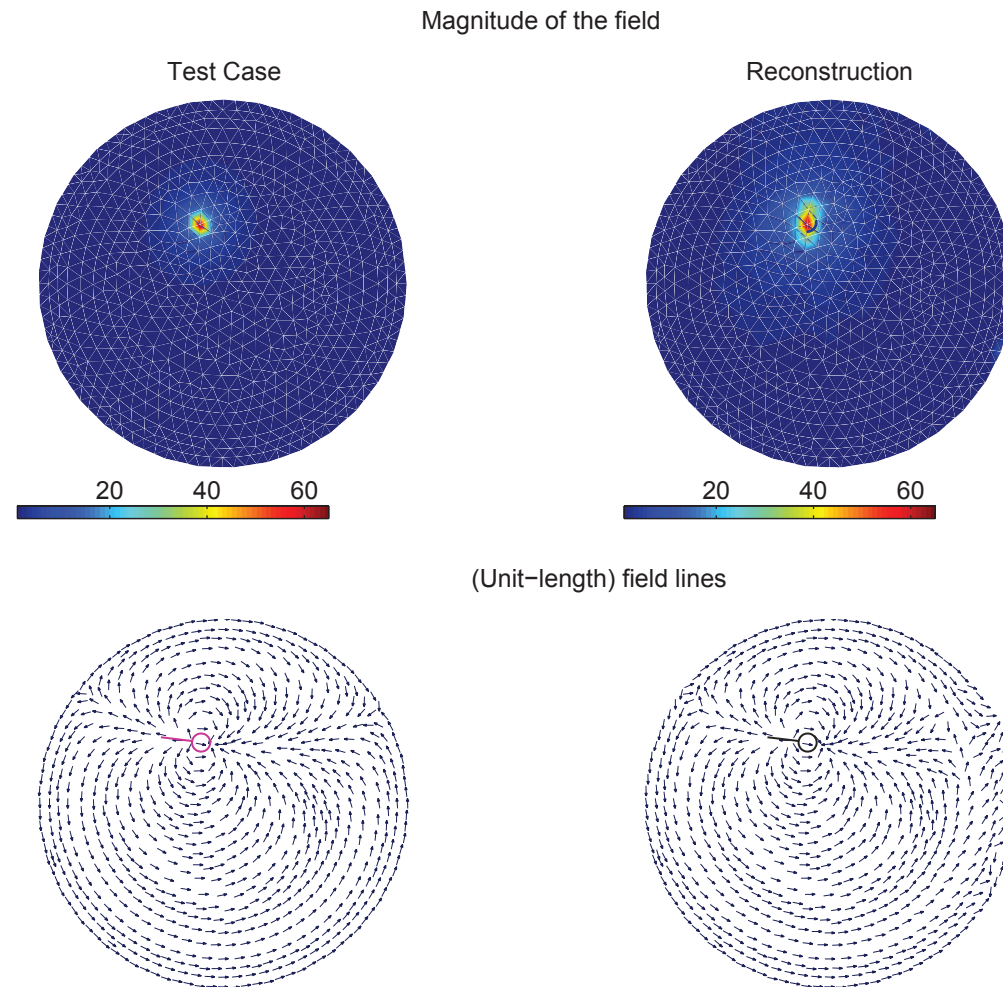 Magnitude of the field
Test Case
Reconstruction
20 40 60
20 40 60
(Unit−length) field lines